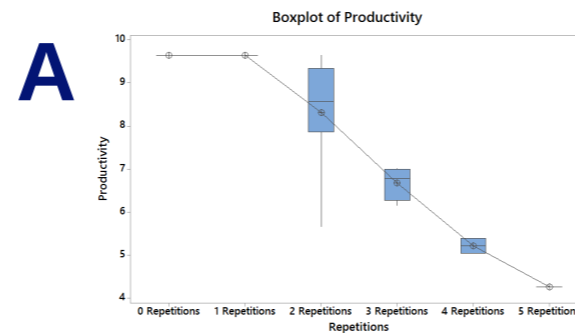 Boxplot of Productivity
A
10
9
8
7
6
5
4
Productivity
0 Repetitions 1 Repetitions 2 Repetitions 3 Repetitions 4 Repetitions 5 Repetition
Repetitions